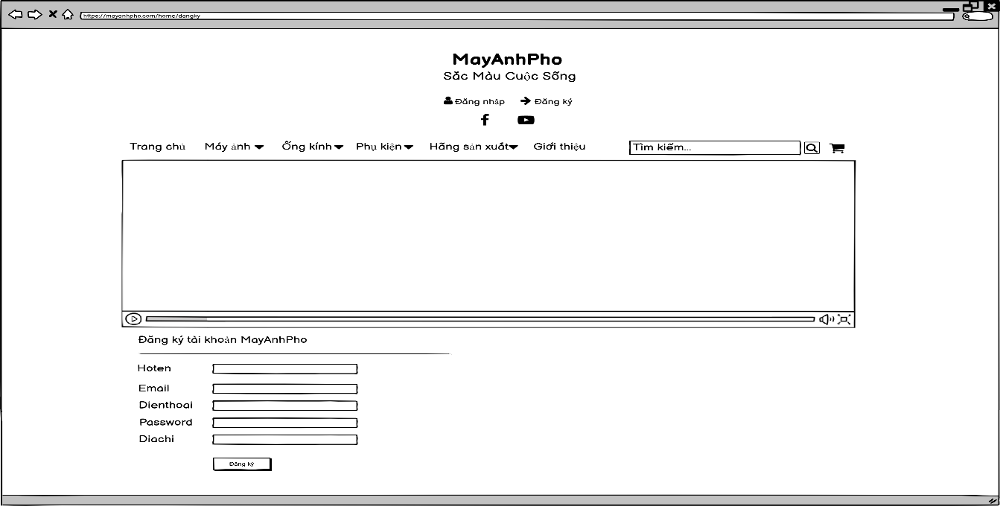 https://mayanhpho.com/home/dangky
MayAnhPho
Sắc Màu Cuộc Sống
Đăng nhập Đăng ký
Trang chủ Máy ảnh Ống kính Phụ kiện Hãng sản xuất Giới thiệu Tìm kiếm...
Đăng ký tài khoản MayAnhPho
Hoten
Email
Dienthoai
Password
Diachi
Đăng ký